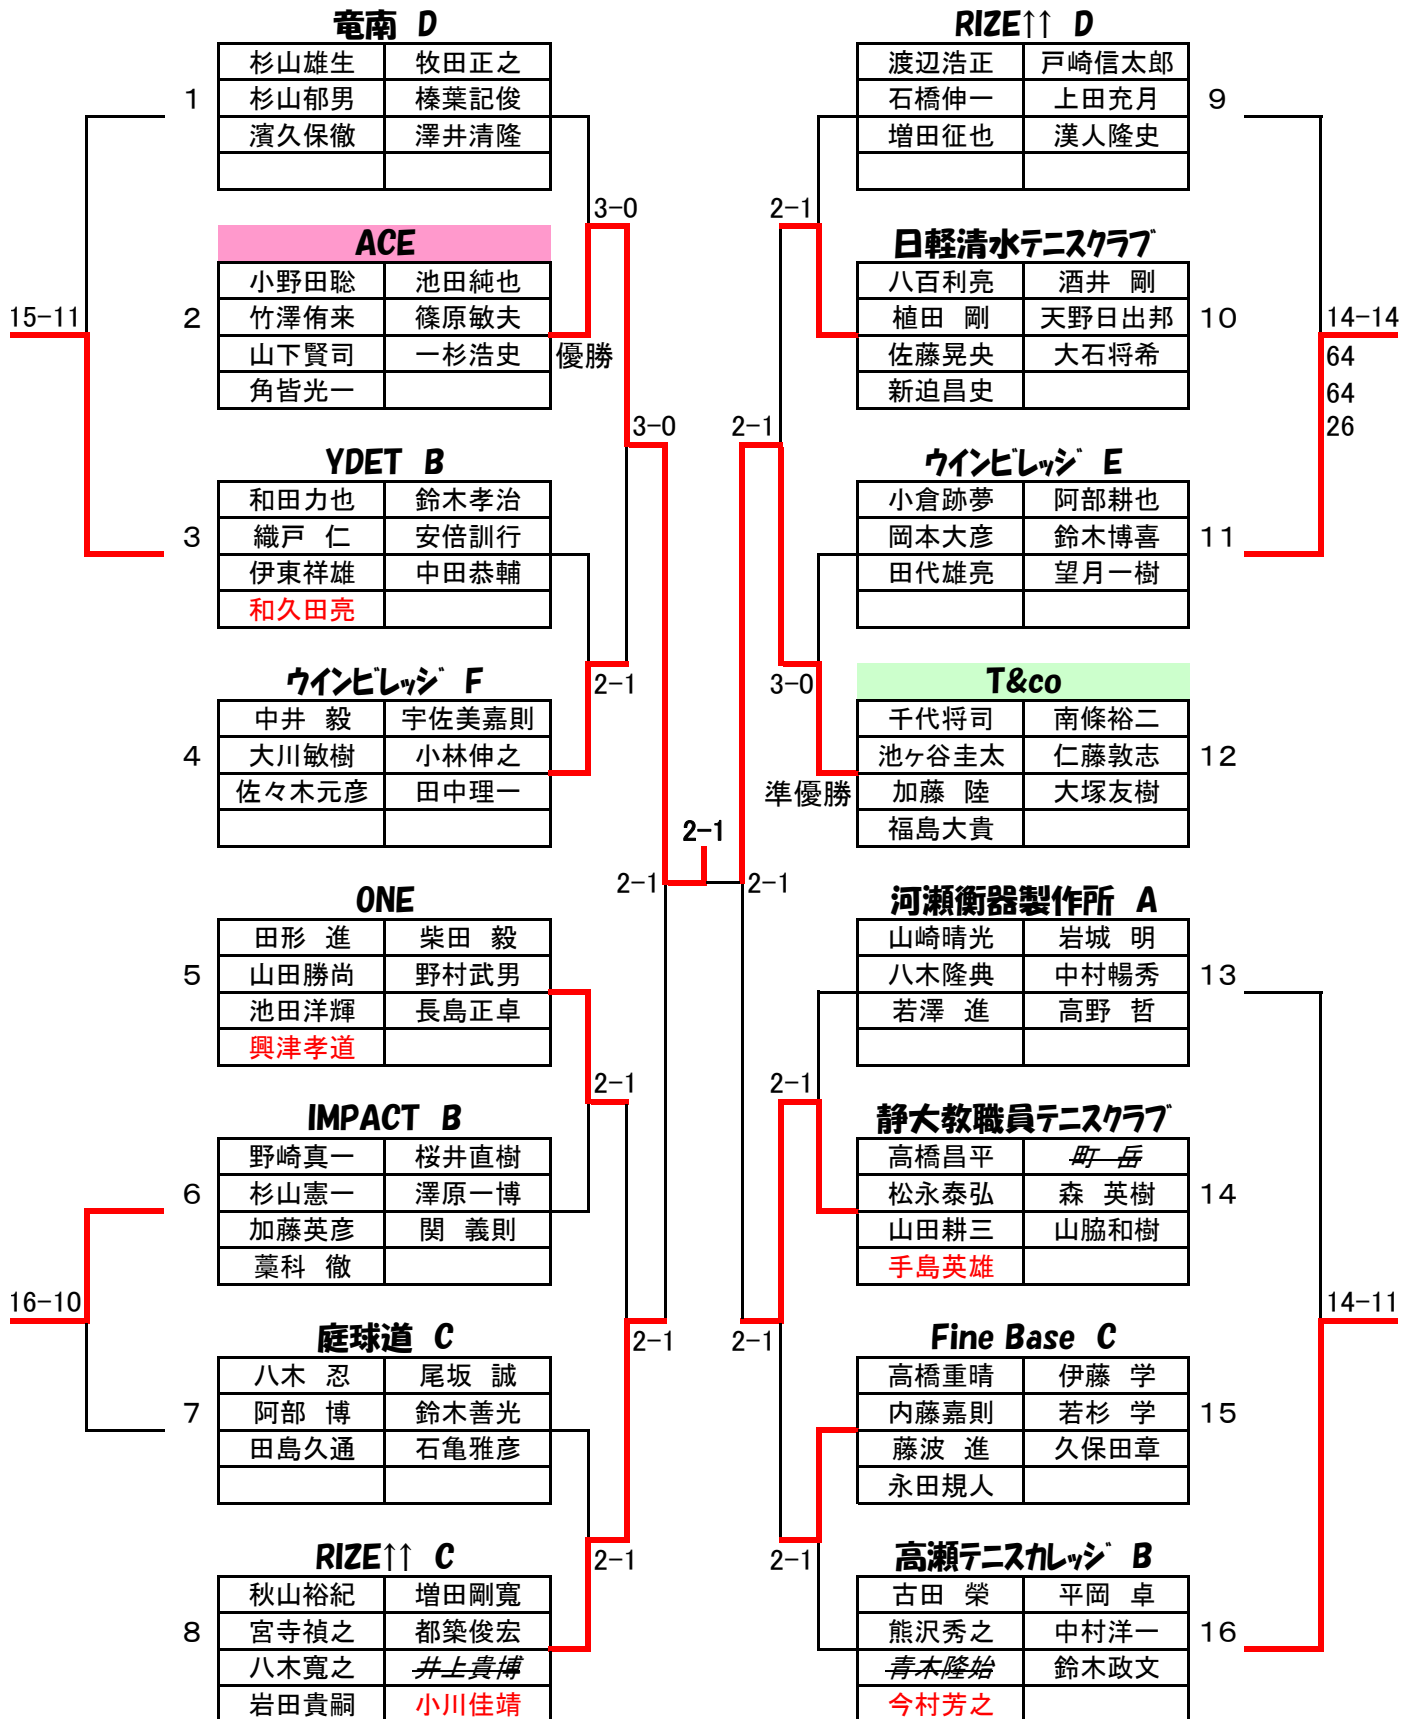 竜南 D
杉山雄生 牧田正之
1 杉山郁男 榛葉記俊
濱久保徹 澤井清隆
3-0
ACE
小野田聡 池田純也
15-11 2 竹澤侑来 篠原敏夫
山下賢司 一杉浩史 優勝
角皆光一
3-0
YDET B
和田力也 鈴木孝治
3 織戸 仁 安倍訓行
伊東祥雄 中田恭輔
和久田亮
ウインビレッジ F
2-1
中井 毅 宇佐美嘉則
4 大川敏樹 小林伸之
佐々木元彦 田中理一
2-1
2-1
ONE
田形 進 柴田 毅
5 山田勝尚 野村武男
池田洋輝 長島正卓
興津孝道
2-1
IMPACT B
野崎真一 桜井直樹
6 杉山憲一 澤原一博
加藤英彦 関 義則
藁科 徹
16-10
庭球道 C
2-1
八木 忍 尾坂 誠
7 阿部 博 鈴木善光
田島久通 石亀雅彦
RIZE↑↑ C
2-1
秋山裕紀 増田剛寛
8 宮寺禎之 都築俊宏
八木寛之 井上貴博
岩田貴嗣 小川佳靖
RIZE↑↑ D
渡辺浩正 戸崎信太郎
石橋伸一 上田充月 9
増田征也 漢人隆史
2-1
日軽清水テニスクラブ
八百利亮 酒井 剛
植田 剛 天野日出邦 10 14-14
佐藤晃央 大石将希 64
新迫昌史 64
2-1 26
ウインビレッジ E
小倉跡夢 阿部耕也
岡本大彦 鈴木博喜 11
田代雄亮 望月一樹
3-0
T&co
千代将司 南條裕二
池ヶ谷圭太 仁藤敦志 12
準優勝 加藤 陸 大塚友樹
福島大貴
2-1
河瀬衡器製作所 A
山崎晴光 岩城 明
八木隆典 中村暢秀 13
若澤 進 高野 哲
2-1
静大教職員テニスクラブ
高橋昌平 町 岳
松永泰弘 森 英樹 14
山田耕三 山脇和樹
手島英雄
14-11
2-1
Fine Base C
高橋重晴 伊藤 学
内藤嘉則 若杉 学 15
藤波 進 久保田章
永田規人
2-1
高瀬テニスカレッジ B
古田 榮 平岡 卓
熊沢秀之 中村洋一 16
青木隆始 鈴木政文
今村芳之